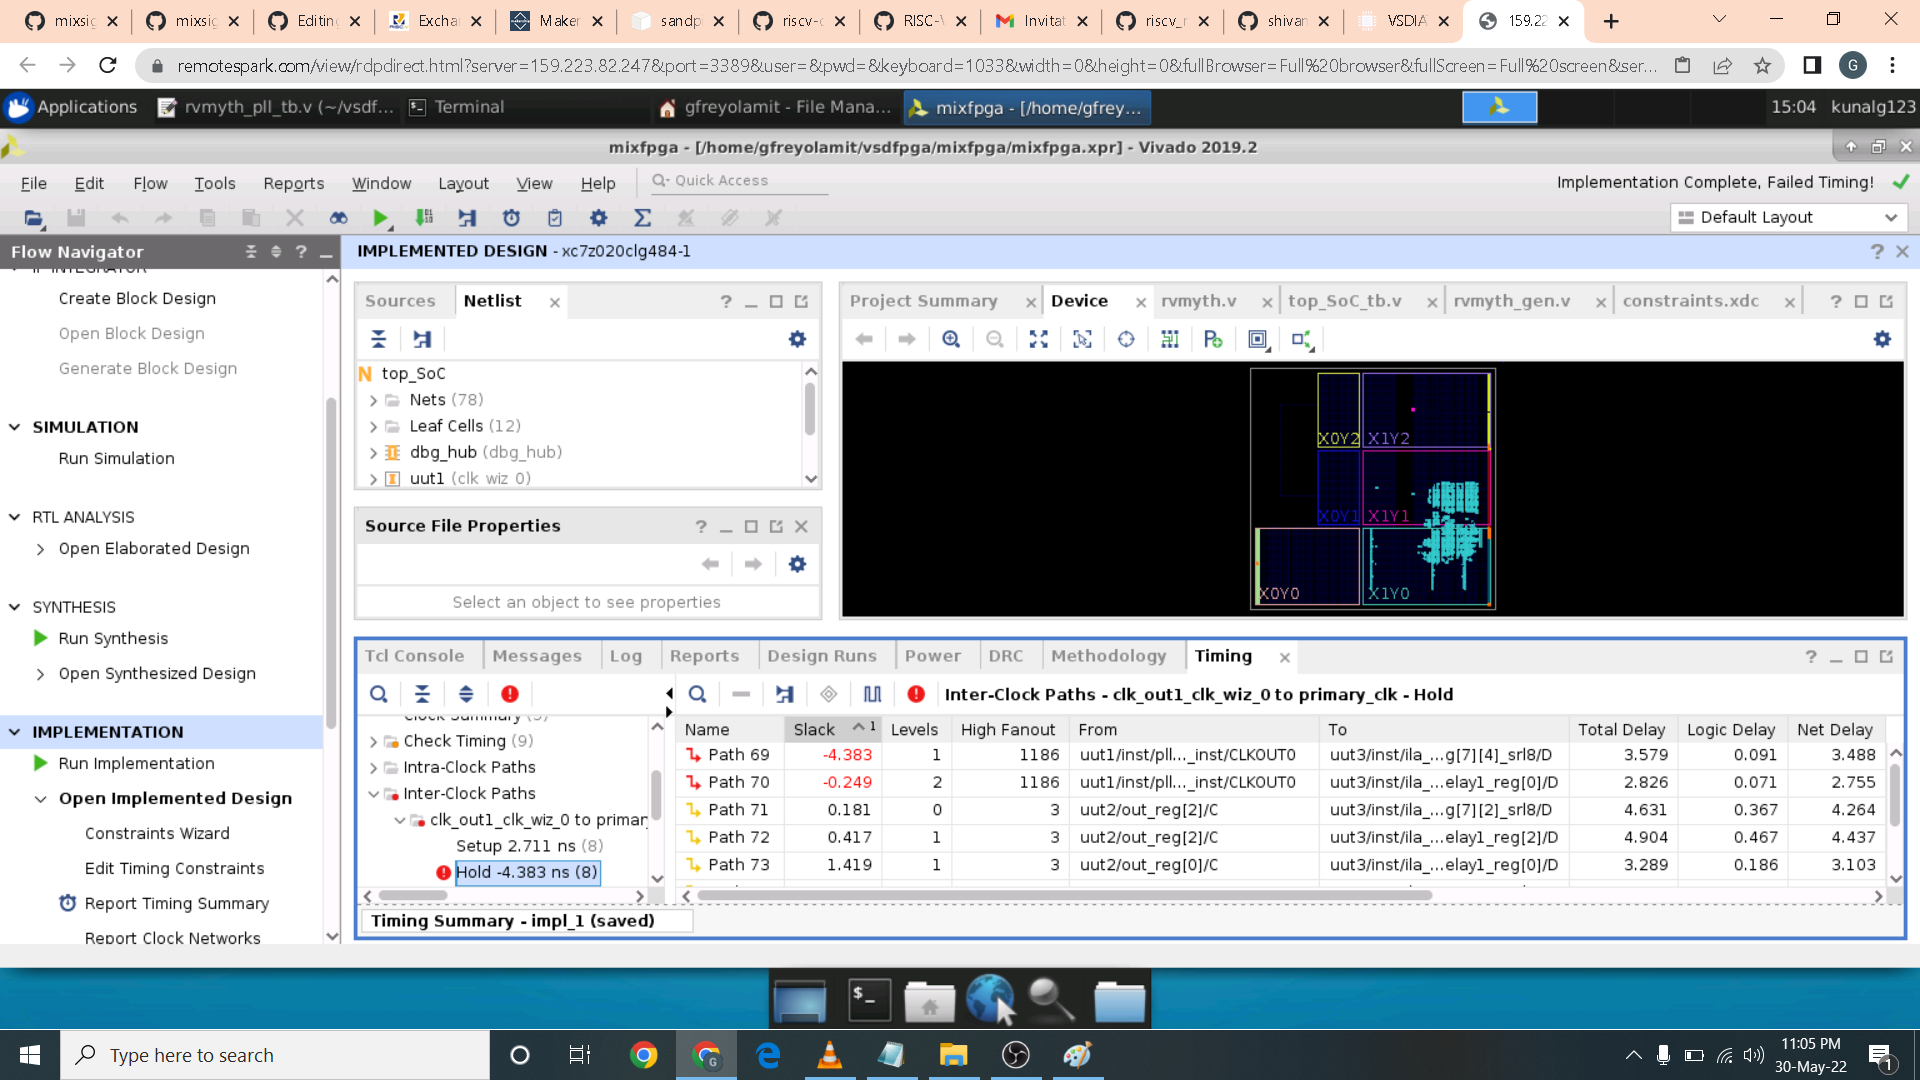 mixsig
mixsig
Editing
Exchan
Maker
sandpi
riscv-c
RISC-V
Invitat
riscv_r
shivan
VSDIA
159.22
remotespark.com/view/rdpdirect.html?server=159.223.82.247&port=3389&user=&pwd=&keyboard=1033&width=0&height=0&fullBrowser=Full%20browser&fullScreen=Full%20screen&ser...
G
Applications
rvmyth_pll_tb.v (~/vsdf...
Terminal
gfreyolamit - File Mana...
mixfpga - [/home/gfrey...
15:04
kunalg123
mixfpga - [/home/gfreyolamit/vsdfpga/mixfpga/mixfpga.xpr] - Vivado 2019.2
File Edit Flow Tools Reports Window Layout View Help
Quick Access
Implementation Complete, Failed Timing!
Default Layout
Flow Navigator
IP INTEGRATOR
Create Block Design
Open Block Design
Generate Block Design
SIMULATION
Run Simulation
RTL ANALYSIS
Open Elaborated Design
SYNTHESIS
Run Synthesis
Open Synthesized Design
IMPLEMENTATION
Run Implementation
Open Implemented Design
Constraints Wizard
Edit Timing Constraints
Report Timing Summary
Report Clock Networks
IMPLEMENTED DESIGN - xc7z020clg484-1
Sources
Netlist
N top_SoC
Nets (78)
Leaf Cells (12)
dbg_hub (dbg_hub)
uut1 (clk_wiz_0)
Source File Properties
Select an object to see properties
Project Summary
Device
rvmyth.v
top_SoC_tb.v
rvmyth_gen.v
constraints.xdc
X0Y2 X1Y2
X0Y1 X1Y1
X0Y0 X1Y0
Tcl Console Messages Log Reports Design Runs Power DRC Methodology Timing
Inter-Clock Paths - clk_out1_clk_wiz_0 to primary_clk - Hold
Clock Summary (5)
Check Timing (9)
Intra-Clock Paths
Inter-Clock Paths
clk_out1_clk_wiz_0 to primar
Setup 2.711 ns (8)
Hold -4.383 ns (8)
Name Slack 1 Levels High Fanout From To Total Delay Logic Delay Net Delay
Path 69 -4.383 1 1186 uut1/inst/pll..._inst/CLKOUT0 uut3/inst/ila_...g[7][4]_srl8/D 3.579 0.091 3.488
Path 70 -0.249 2 1186 uut1/inst/pll..._inst/CLKOUT0 uut3/inst/ila_...elay1_reg[0]/D 2.826 0.071 2.755
Path 71 0.181 0 3 uut2/out_reg[2]/C uut3/inst/ila_...g[7][2]_srl8/D 4.631 0.367 4.264
Path 72 0.417 1 3 uut2/out_reg[2]/C uut3/inst/ila_...elay1_reg[2]/D 4.904 0.467 4.437
Path 73 1.419 1 3 uut2/out_reg[0]/C uut3/inst/ila_...elay1_reg[0]/D 3.289 0.186 3.103
Timing Summary - impl_1 (saved)
Type here to search
11:05 PM
30-May-22
1